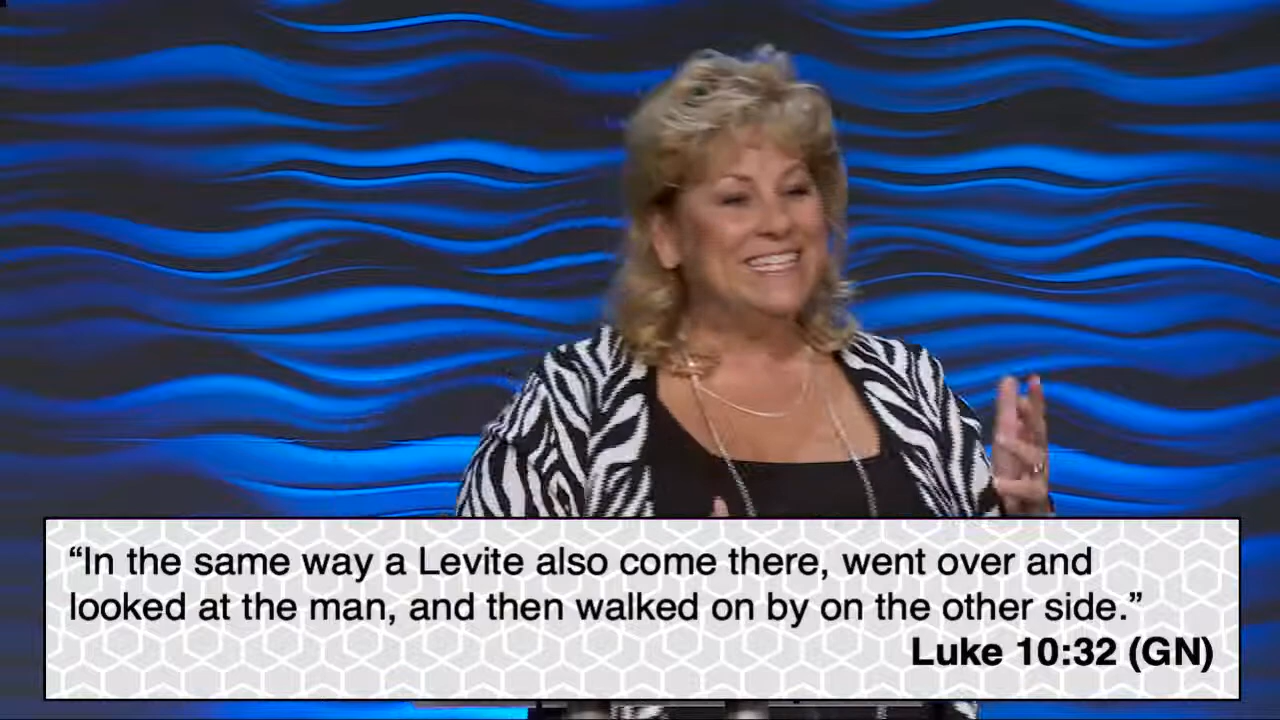 “In the same way a Levite also come there, went over and
looked at the man, and then walked on by on the other side.”
Luke 10:32 (GN)